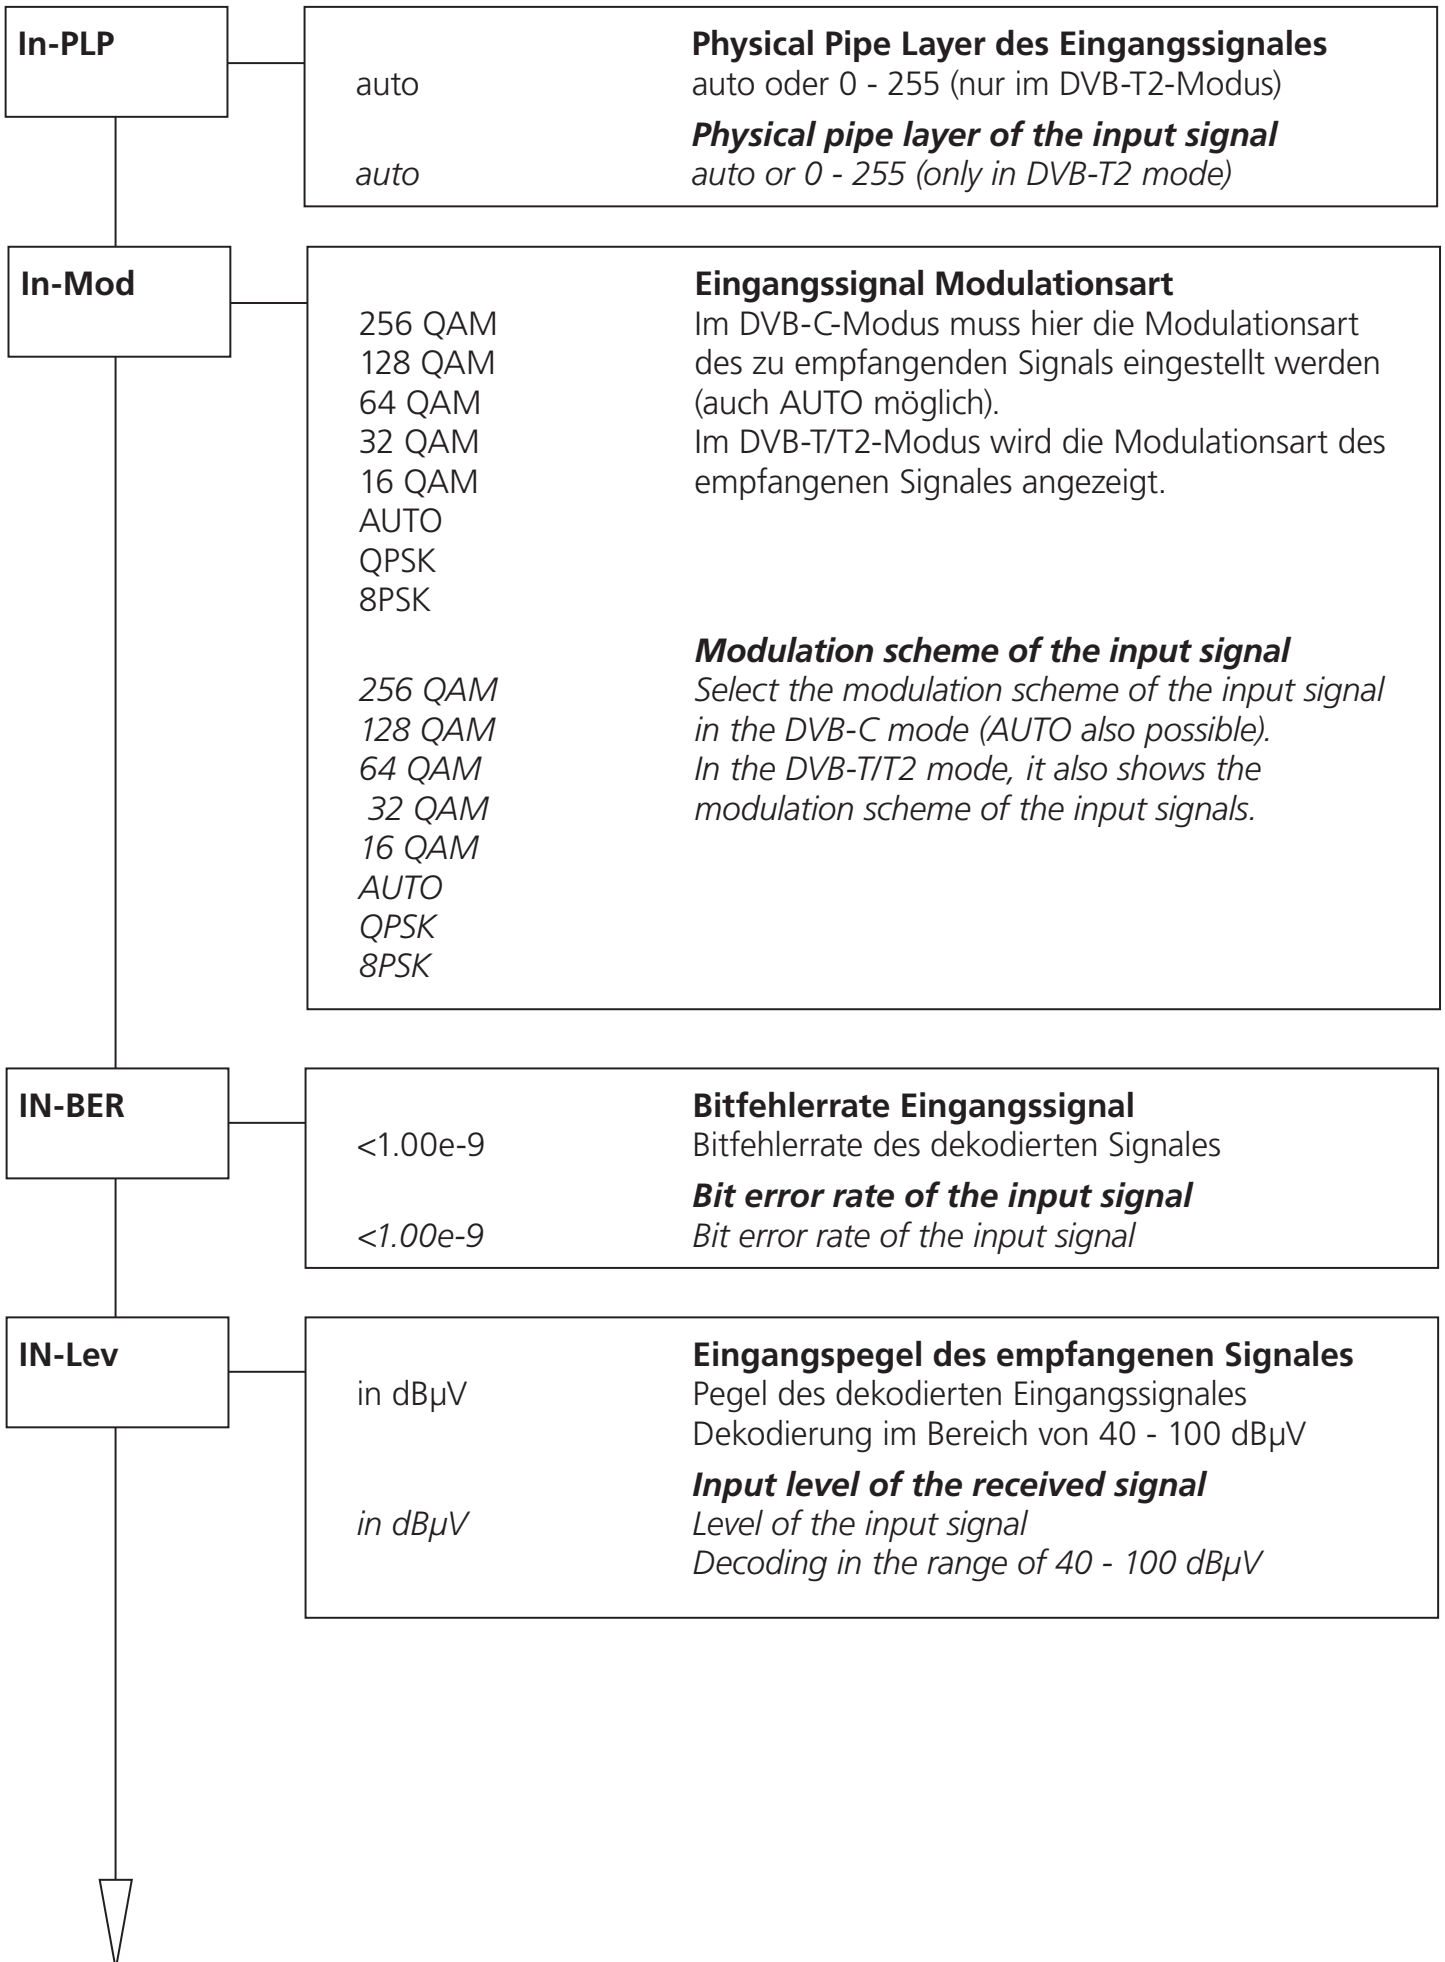 In-PLP
Physical Pipe Layer des Eingangssignales
auto auto oder 0 - 255 (nur im DVB-T2-Modus)
Physical pipe layer of the input signal
auto auto or 0 - 255 (only in DVB-T2 mode)
In-Mod
Eingangssignal Modulationsart
256 QAM Im DVB-C-Modus muss hier die Modulationsart
128 QAM des zu empfangenden Signals eingestellt werden
64 QAM (auch AUTO möglich).
32 QAM Im DVB-T/T2-Modus wird die Modulationsart des
16 QAM empfangenen Signales angezeigt.
AUTO
QPSK
8PSK
Modulation scheme of the input signal
256 QAM Select the modulation scheme of the input signal
128 QAM in the DVB-C mode (AUTO also possible).
64 QAM In the DVB-T/T2 mode, it also shows the
32 QAM modulation scheme of the input signals.
16 QAM
AUTO
QPSK
8PSK
IN-BER
Bitfehlerrate Eingangssignal
<1.00e-9 Bitfehlerrate des dekodierten Signales
Bit error rate of the input signal
<1.00e-9 Bit error rate of the input signal
IN-Lev
Eingangspegel des empfangenen Signales
in dBµV Pegel des dekodierten Eingangssignales
Dekodierung im Bereich von 40 - 100 dBµV
Input level of the received signal
in dBµV Level of the input signal
Decoding in the range of 40 - 100 dBµV